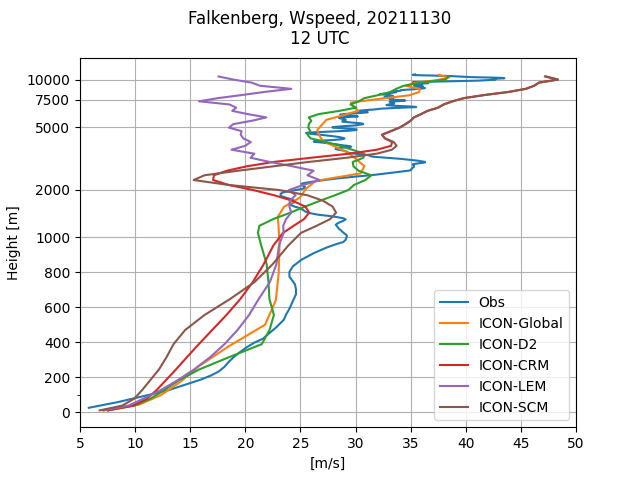 Falkenberg, Wspeed, 20211130
12 UTC
10000
7500
5000
2000
1000
800
600
400
200
0
Height [m]
5 10 15 20 25 30 35 40 45 50
[m/s]
Obs
ICON-Global
ICON-D2
ICON-CRM
ICON-LEM
ICON-SCM